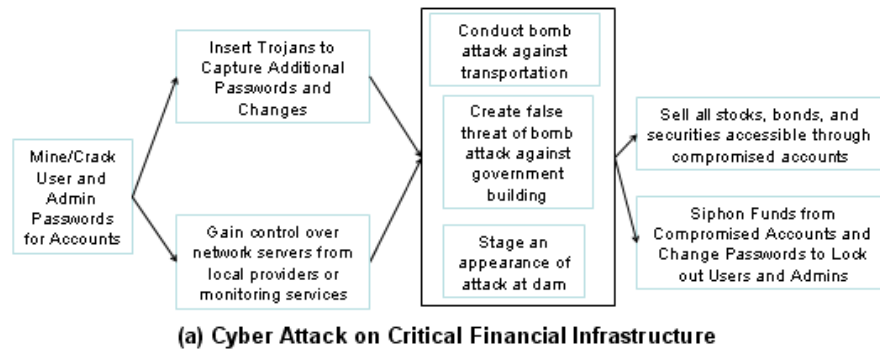 Mine/Crack
User and
Admin
Passwords
for Accounts
Insert Trojans to
Capture Additional
Passwords and
Changes
Gain control over
network servers from
local providers or
monitoring services
Conduct bomb
attack against
transportation
Create false
threat of bomb
attack against
government
building
Stage an
appearance of
attack at dam
Sell all stocks, bonds, and
securities accessible through
compromised accounts
Siphon Funds from
Compromised Accounts and
Change Passwords to Lock
out Users and Admins
(a) Cyber Attack on Critical Financial Infrastructure